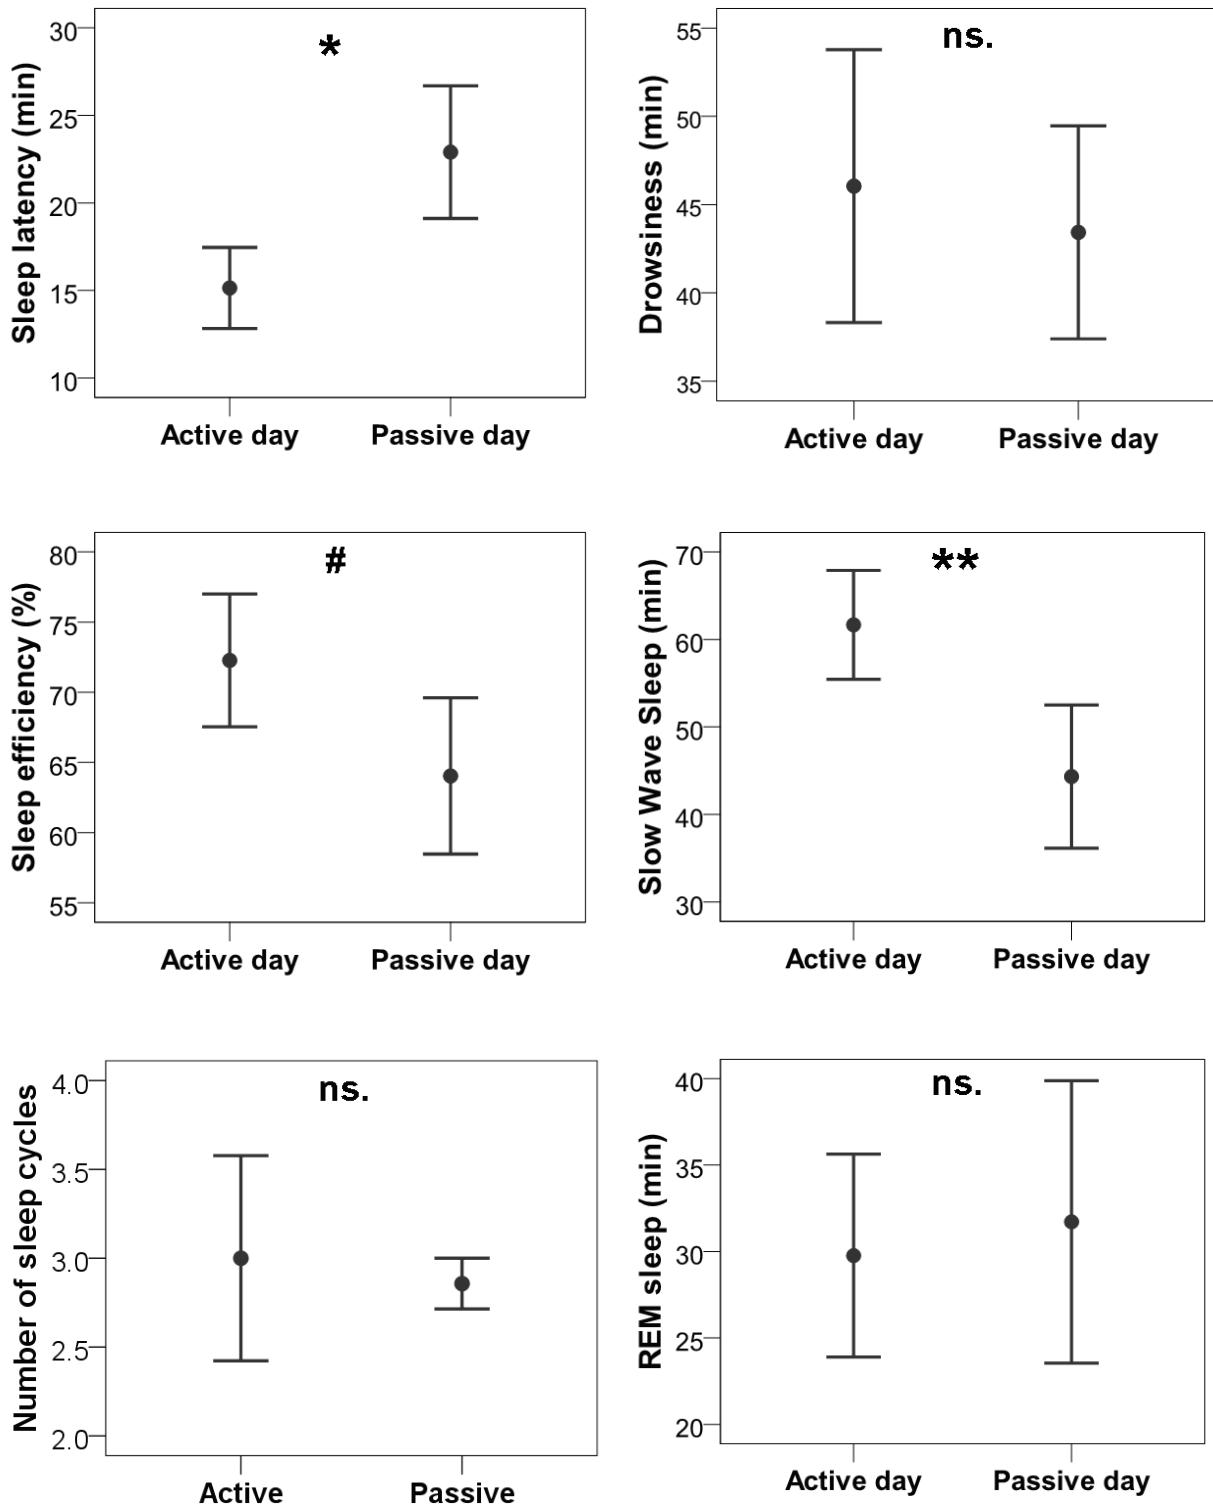 Sleep latency (min)
30
25
20
15
10
*
Active day
Passive day
Drowsiness (min)
55
50
45
40
35
ns.
Active day
Passive day
Sleep efficiency (%)
80
75
70
65
60
55
#
Active day
Passive day
Slow Wave Sleep (min)
70
60
50
40
30
**
Active day
Passive day
Number of sleep cycles
4.0
3.5
3.0
2.5
2.0
ns.
Active
Passive
REM sleep (min)
40
35
30
25
20
ns.
Active day
Passive day